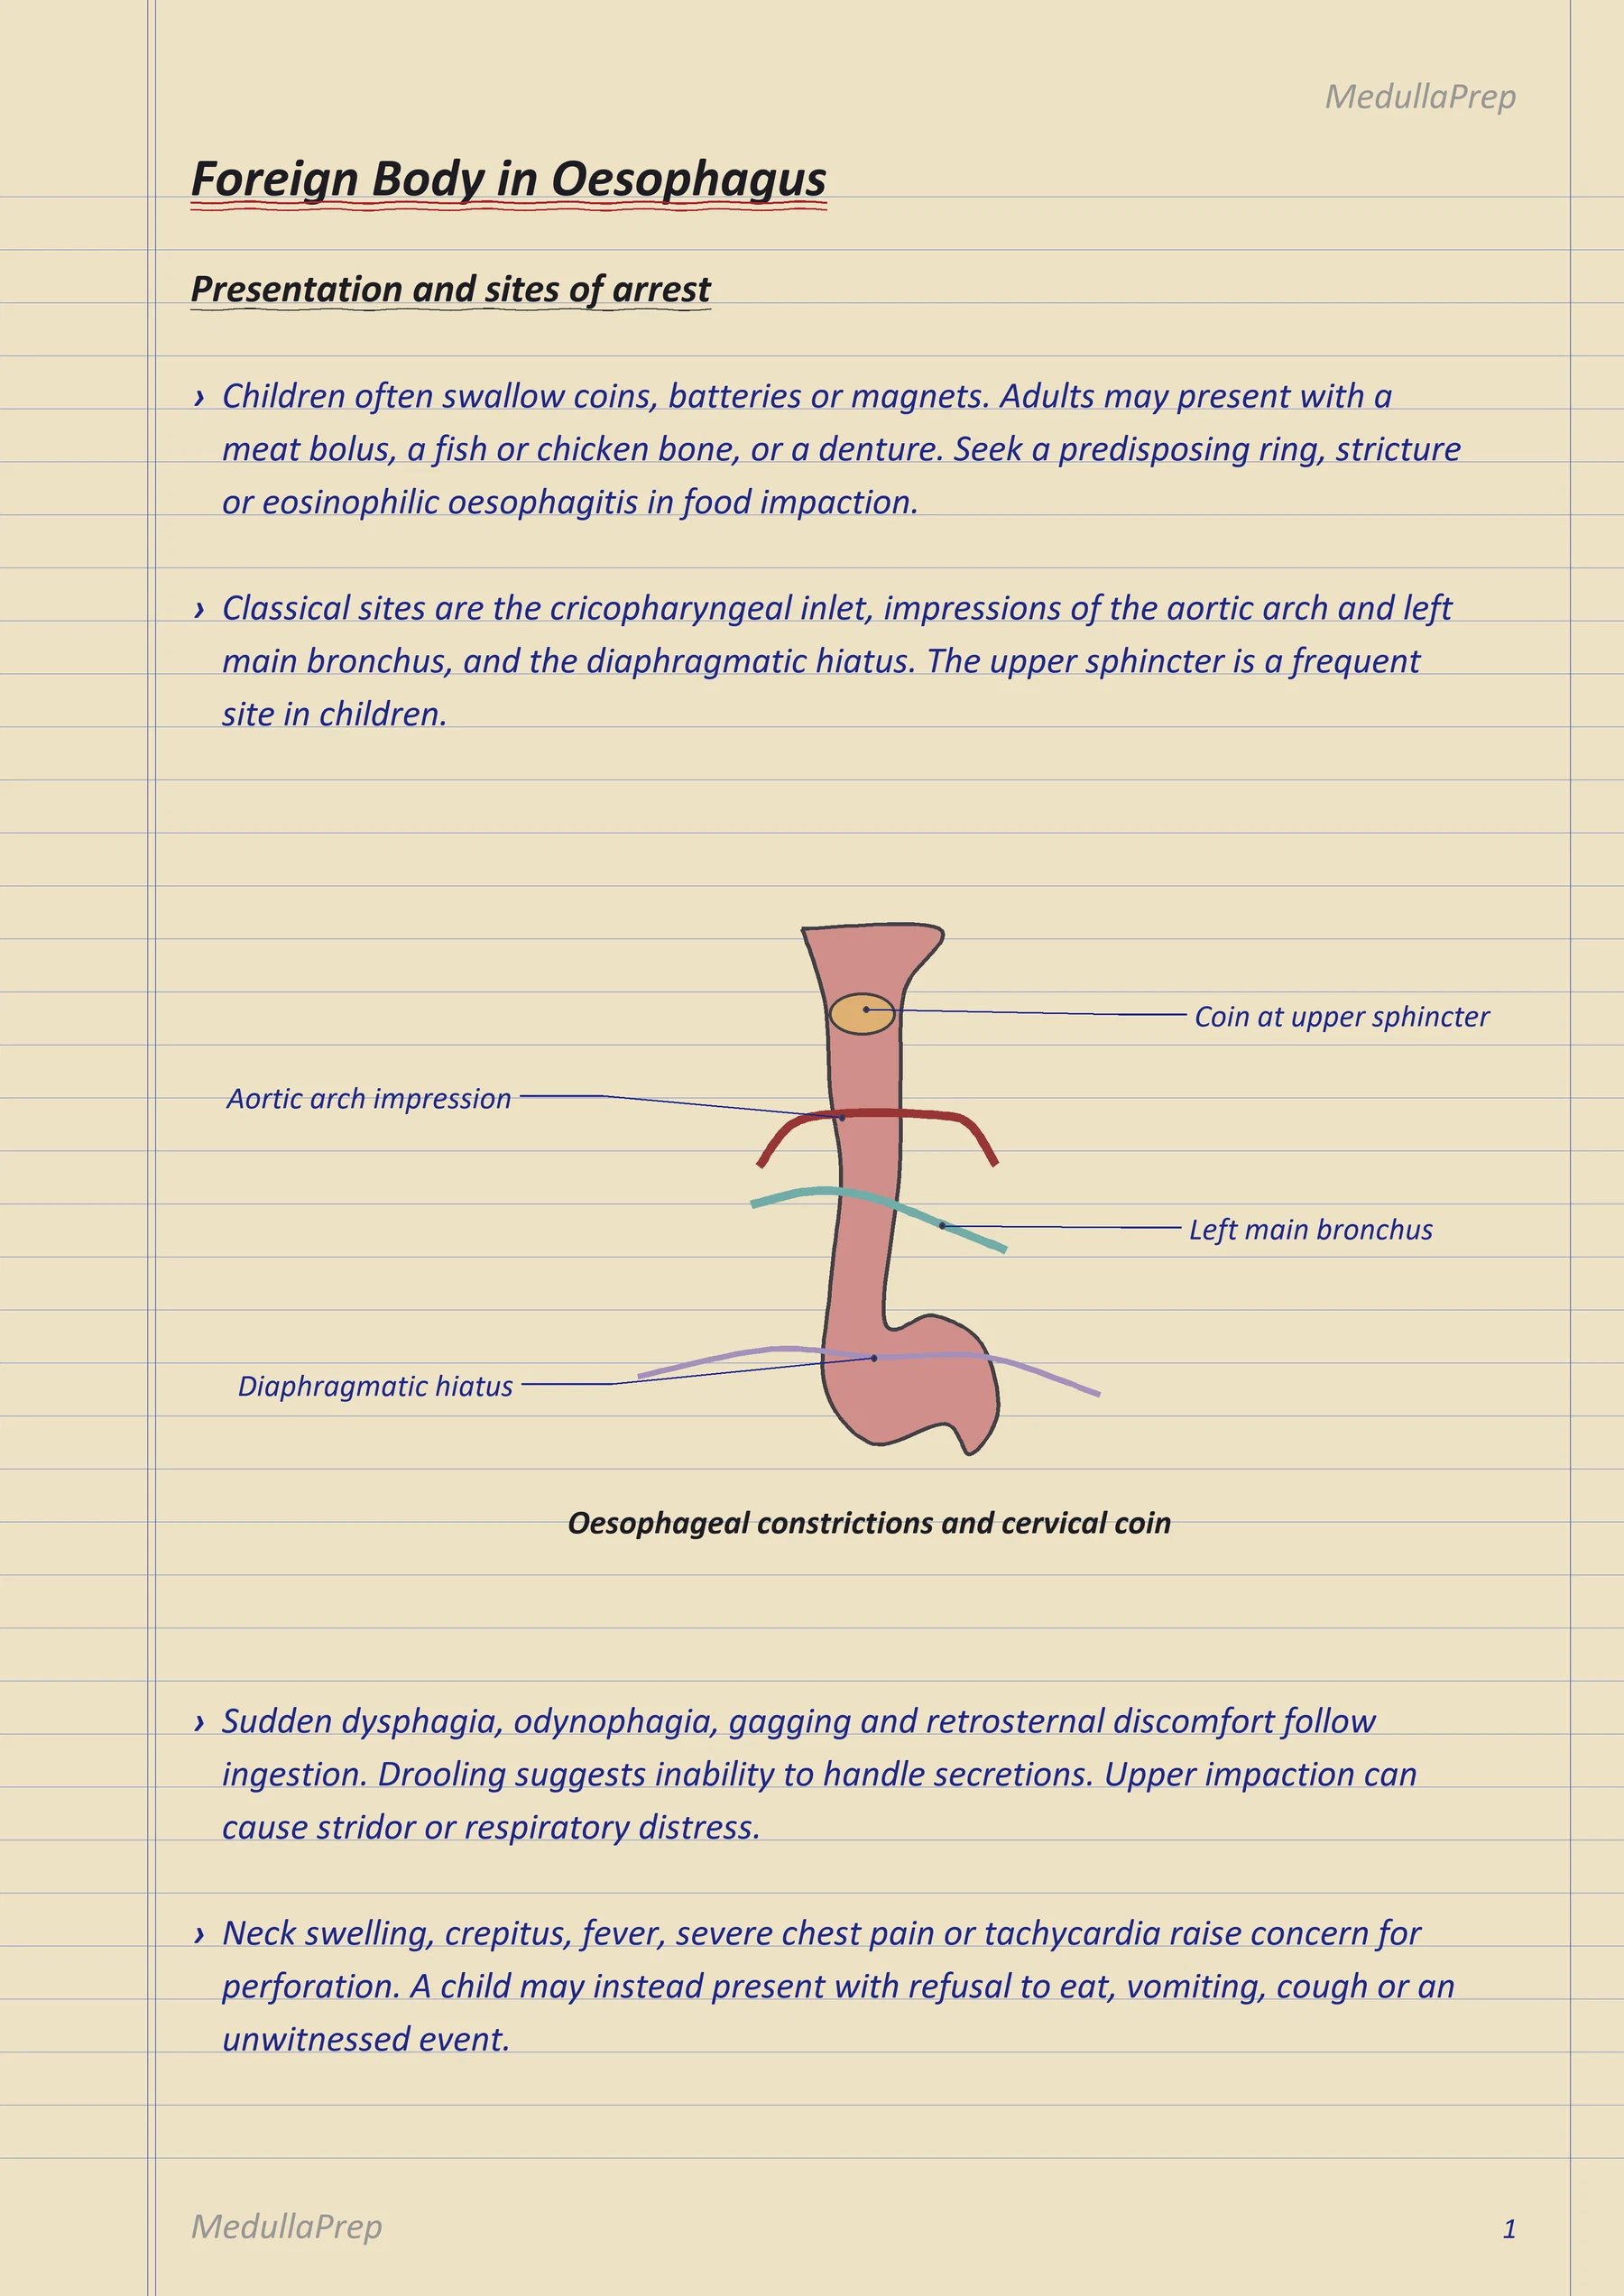 MedullaPrep
Foreign Body in Oesophagus
Presentation and sites of arrest
› Children often swallow coins, batteries or magnets. Adults may present with a
meat bolus, a fish or chicken bone, or a denture. Seek a predisposing ring, stricture
or eosinophilic oesophagitis in food impaction.
› Classical sites are the cricopharyngeal inlet, impressions of the aortic arch and left
main bronchus, and the diaphragmatic hiatus. The upper sphincter is a frequent
site in children.
Coin at upper sphincter
Aortic arch impression
Left main bronchus
Diaphragmatic hiatus
Oesophageal constrictions and cervical coin
› Sudden dysphagia, odynophagia, gagging and retrosternal discomfort follow
ingestion. Drooling suggests inability to handle secretions. Upper impaction can
cause stridor or respiratory distress.
› Neck swelling, crepitus, fever, severe chest pain or tachycardia raise concern for
perforation. A child may instead present with refusal to eat, vomiting, cough or an
unwitnessed event.
MedullaPrep
1